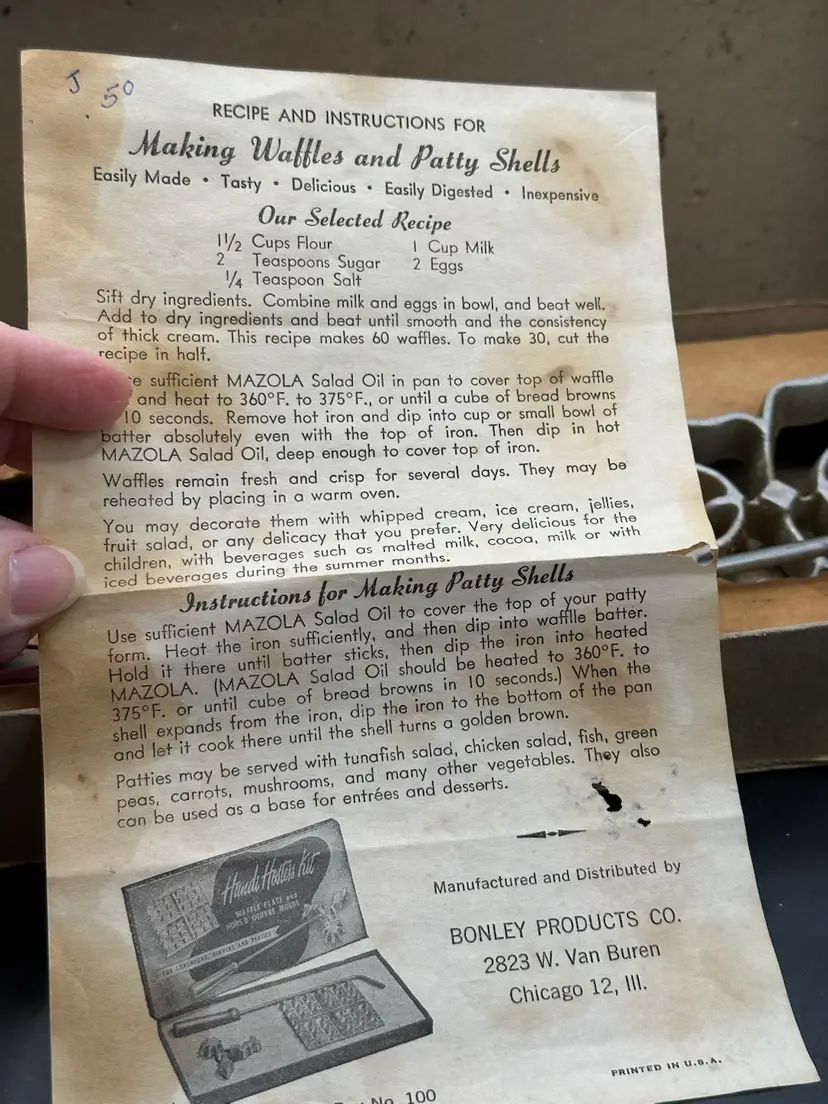 J 5⁰
RECIPE AND INSTRUCTIONS FOR
Making Waffles and Patty Shells
Easily Made • Tasty • Delicious • Easily Digested • Inexpensive
Our Selected Recipe
1½ Cups Flour 1 Cup Milk
2 Teaspoons Sugar 2 Eggs
¼ Teaspoon Salt
Sift dry ingredients. Combine milk and eggs in bowl, and beat well.
Add to dry ingredients and beat until smooth and the consistency
of thick cream. This recipe makes 60 waffles. To make 30, cut the
recipe in half.
sufficient MAZOLA Salad Oil in pan to cover top of waffle
and heat to 360°F. to 375°F., or until a cube of bread browns
10 seconds. Remove hot iron and dip into cup or small bowl of
batter absolutely even with the top of iron. Then dip in hot
MAZOLA Salad Oil, deep enough to cover top of iron.
Waffles remain fresh and crisp for several days. They may be
reheated by placing in a warm oven.
You may decorate them with whipped cream, ice cream, jellies,
fruit salad, or any delicacy that you prefer. Very delicious for the
children, with beverages such as malted milk, cocoa, milk or with
iced beverages during the summer months.
Instructions for Making Patty Shells
Use sufficient MAZOLA Salad Oil to cover the top of your patty
form. Heat the iron sufficiently, and then dip into waffle batter.
Hold it there until batter sticks, then dip the iron into heated
MAZOLA. (MAZOLA Salad Oil should be heated to 360°F. to
375°F. or until cube of bread browns in 10 seconds.) When the
shell expands from the iron, dip the iron to the bottom of the pan
and let it cook there until the shell turns a golden brown.
Patties may be served with tunafish salad, chicken salad, fish, green
peas, carrots, mushrooms, and many other vegetables. They also
can be used as a base for entrées and desserts.
Handi Hostess Kit
WAFFLE PLATE and
HORS D'OEUVRE MOLDS
FOR LUNCHEONS, DINNERS AND PARTIES
Manufactured and Distributed by
BONLEY PRODUCTS CO.
2823 W. Van Buren
Chicago 12, Ill.
PRINTED IN U.S.A.
No. 100